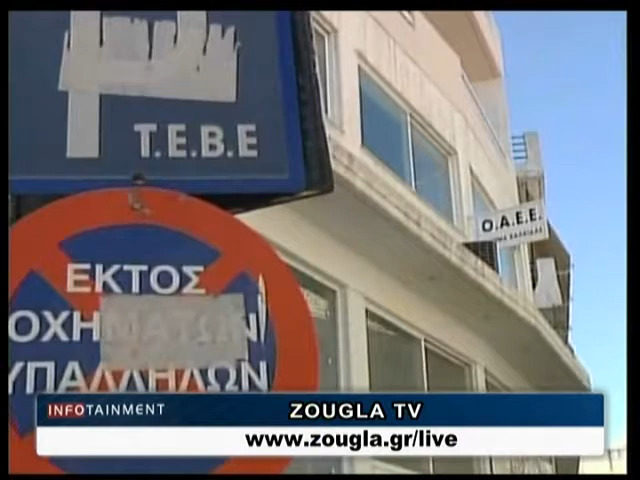 Τ.Ε.Β.Ε
Ο.Α.Ε.Ε.
ΕΚΤΟΣ
ΟΧΗΜΑΤΩΝ
ΥΠΑΛΛΗΛΩΝ
INFOTAINMENT
ZOUGLA TV
www.zougla.gr/live